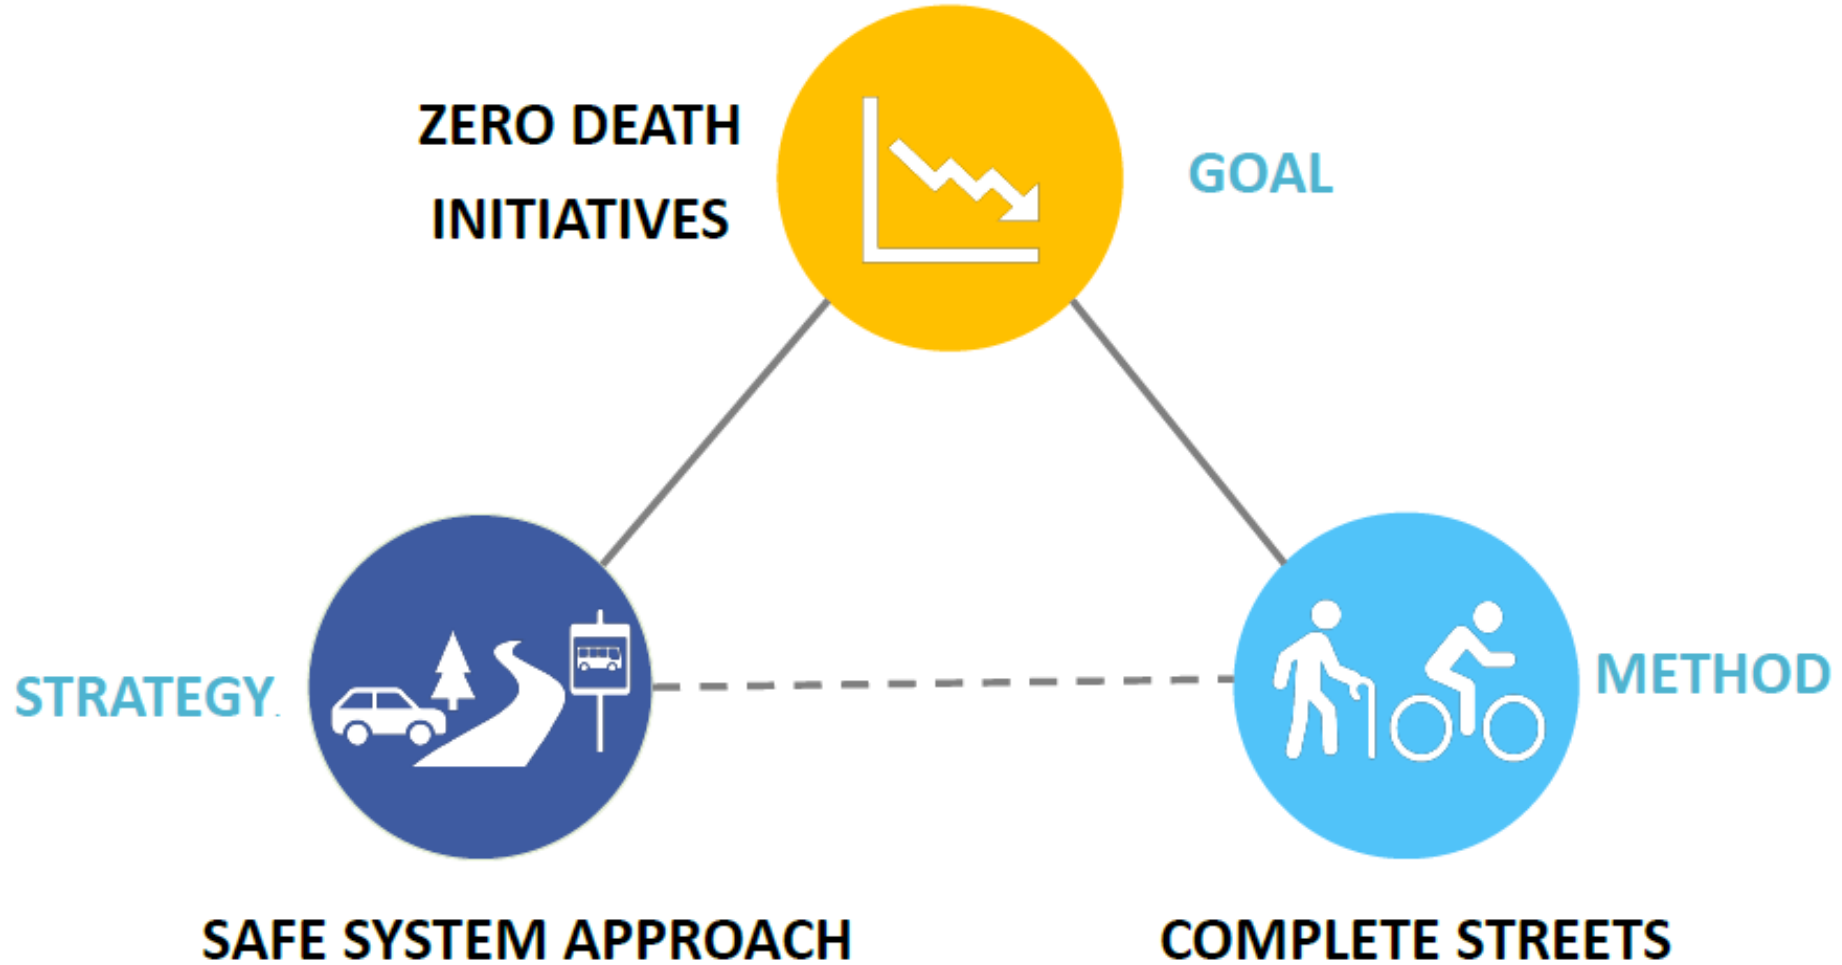 ZERO DEATH
INITIATIVES
GOAL
STRATEGY
METHOD
SAFE SYSTEM APPROACH
COMPLETE STREETS